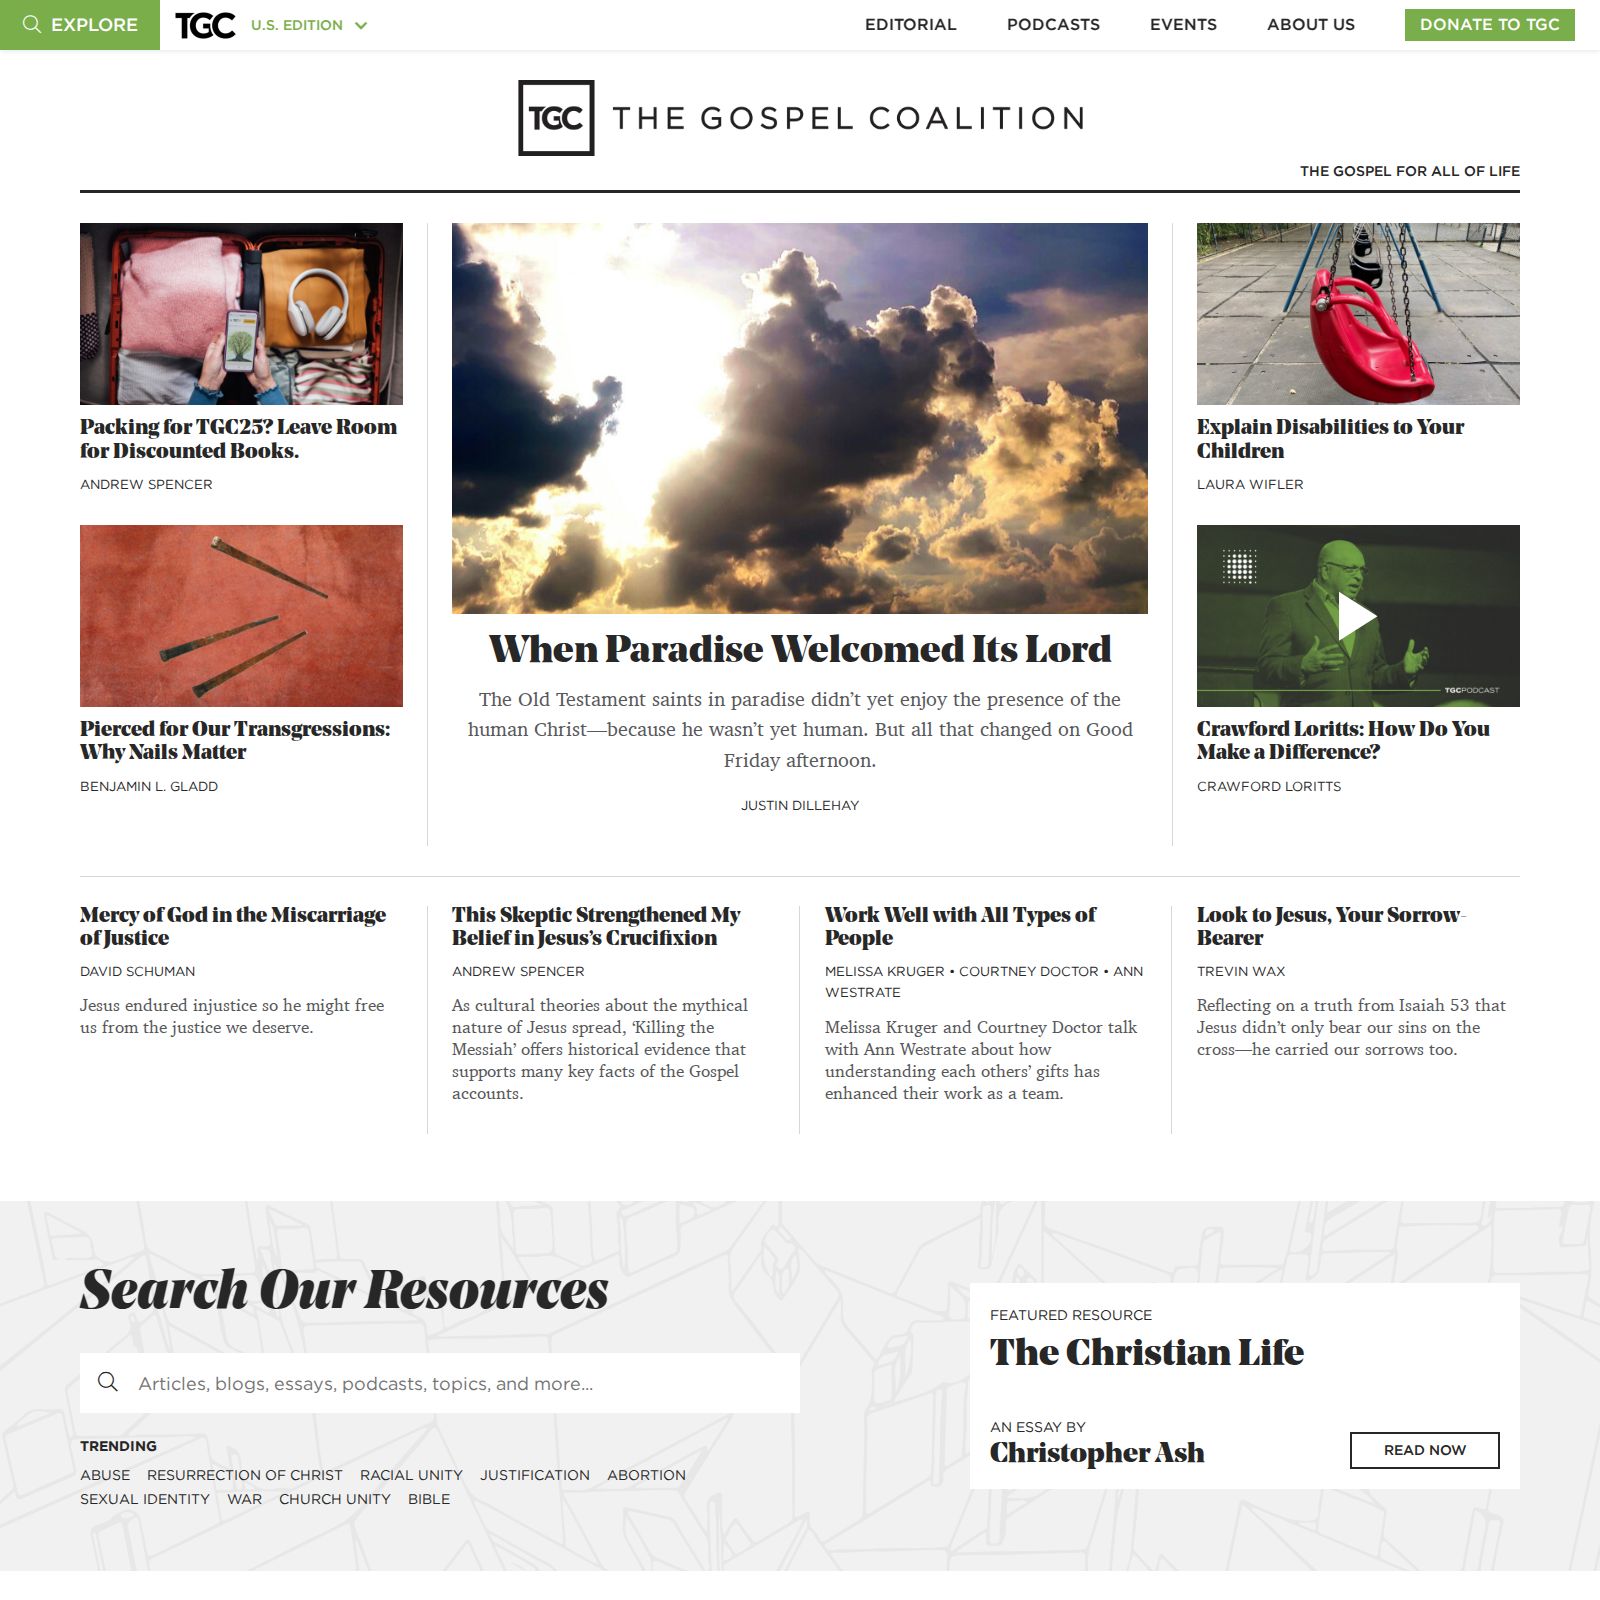 EXPLORE
TGC
U.S. EDITION
EDITORIAL
PODCASTS
EVENTS
ABOUT US
DONATE TO TGC
TGC THE GOSPEL COALITION
THE GOSPEL FOR ALL OF LIFE
Packing for TGC25? Leave Room
for Discounted Books.
ANDREW SPENCER
Pierced for Our Transgressions:
Why Nails Matter
BENJAMIN L. GLADD
When Paradise Welcomed Its Lord
The Old Testament saints in paradise didn’t yet enjoy the presence of the
human Christ—because he wasn’t yet human. But all that changed on Good
Friday afternoon.
JUSTIN DILLEHAY
Explain Disabilities to Your
Children
LAURA WIFLER
TGCPODCAST
Crawford Loritts: How Do You
Make a Difference?
CRAWFORD LORITTS
Mercy of God in the Miscarriage
of Justice
DAVID SCHUMAN
Jesus endured injustice so he might free
us from the justice we deserve.
This Skeptic Strengthened My
Belief in Jesus’s Crucifixion
ANDREW SPENCER
As cultural theories about the mythical
nature of Jesus spread, ‘Killing the
Messiah’ offers historical evidence that
supports many key facts of the Gospel
accounts.
Work Well with All Types of
People
MELISSA KRUGER • COURTNEY DOCTOR • ANN
WESTRATE
Melissa Kruger and Courtney Doctor talk
with Ann Westrate about how
understanding each others’ gifts has
enhanced their work as a team.
Look to Jesus, Your Sorrow-
Bearer
TREVIN WAX
Reflecting on a truth from Isaiah 53 that
Jesus didn’t only bear our sins on the
cross—he carried our sorrows too.
Search Our Resources
Articles, blogs, essays, podcasts, topics, and more...
TRENDING
ABUSE RESURRECTION OF CHRIST RACIAL UNITY JUSTIFICATION ABORTION
SEXUAL IDENTITY WAR CHURCH UNITY BIBLE
FEATURED RESOURCE
The Christian Life
AN ESSAY BY
Christopher Ash
READ NOW